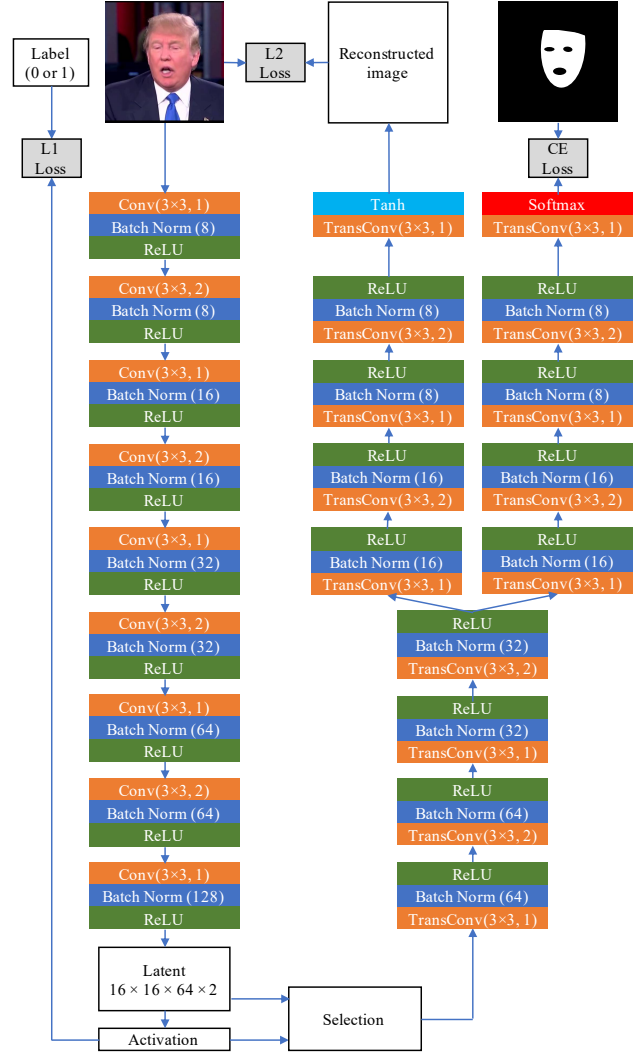 Label
(0 or 1)
L1
Loss
L2
Loss
Reconstructed
image
CE
Loss
Conv(3×3, 1)
Batch Norm (8)
ReLU
Conv(3×3, 2)
Batch Norm (8)
ReLU
Conv(3×3, 1)
Batch Norm (16)
ReLU
Conv(3×3, 2)
Batch Norm (16)
ReLU
Conv(3×3, 1)
Batch Norm (32)
ReLU
Conv(3×3, 2)
Batch Norm (32)
ReLU
Conv(3×3, 1)
Batch Norm (64)
ReLU
Conv(3×3, 2)
Batch Norm (64)
ReLU
Conv(3×3, 1)
Batch Norm (128)
ReLU
Latent
16 × 16 × 64 × 2
Activation
Selection
Tanh
TransConv(3×3, 1)
ReLU
Batch Norm (8)
TransConv(3×3, 2)
ReLU
Batch Norm (8)
TransConv(3×3, 1)
ReLU
Batch Norm (16)
TransConv(3×3, 2)
ReLU
Batch Norm (16)
TransConv(3×3, 1)
Softmax
TransConv(3×3, 1)
ReLU
Batch Norm (8)
TransConv(3×3, 2)
ReLU
Batch Norm (8)
TransConv(3×3, 1)
ReLU
Batch Norm (16)
TransConv(3×3, 2)
ReLU
Batch Norm (16)
TransConv(3×3, 1)
ReLU
Batch Norm (32)
TransConv(3×3, 2)
ReLU
Batch Norm (32)
TransConv(3×3, 1)
ReLU
Batch Norm (64)
TransConv(3×3, 2)
ReLU
Batch Norm (64)
TransConv(3×3, 1)